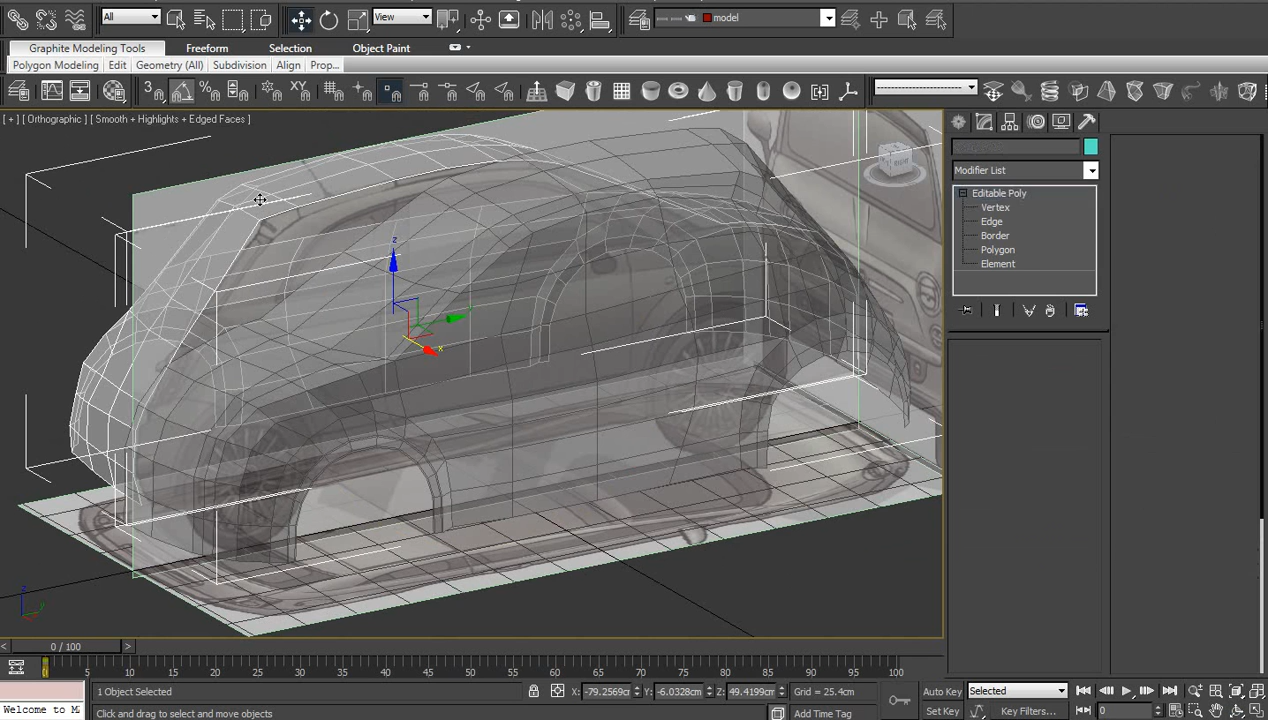 All
View
model
Graphite Modeling Tools Freeform Selection Object Paint
Polygon Modeling Edit Geometry (All) Subdivision Align Prop...
3 % XY
[ + ] [ Orthographic ] [ Smooth + Highlights + Edged Faces ]
Modifier List
Editable Poly
Vertex
Edge
Border
Polygon
Element
z
x
z
y
0 / 100
0 5 10 15 20 25 30 35 40 45 50 55 60 65 70 75 80 85 90 95 100
1 Object Selected X: -79.2569cm Y: -6.0328cm Z: 49.4199cm Grid = 25.4cm Auto Key Selected
Welcome to M Click and drag to select and move objects Add Time Tag Set Key Key Filters... 0